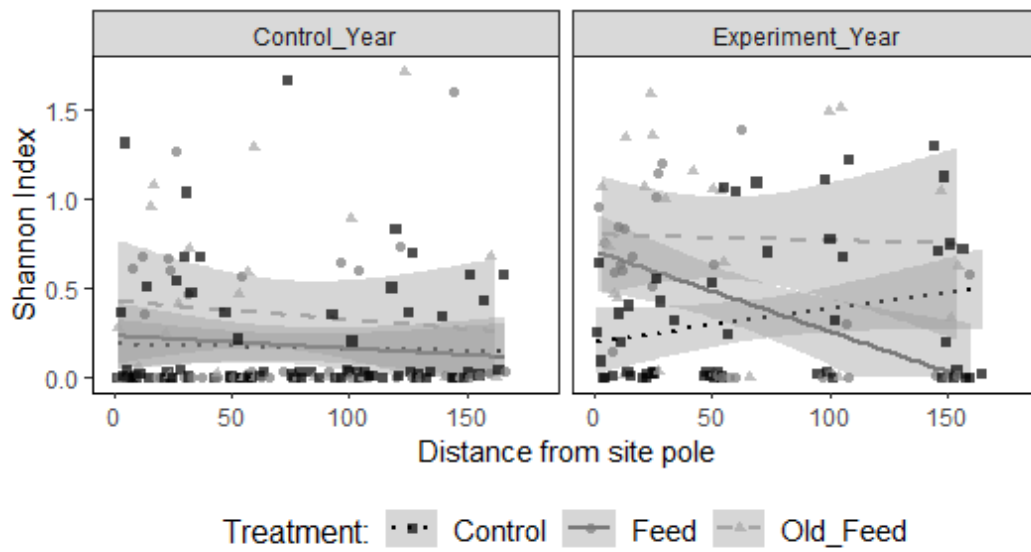 Control_Year
Experiment_Year
Shannon Index
1.5
1.0
0.5
0.0
0
50
100
150
0
50
100
150
Distance from site pole
Treatment: Control Feed Old_Feed